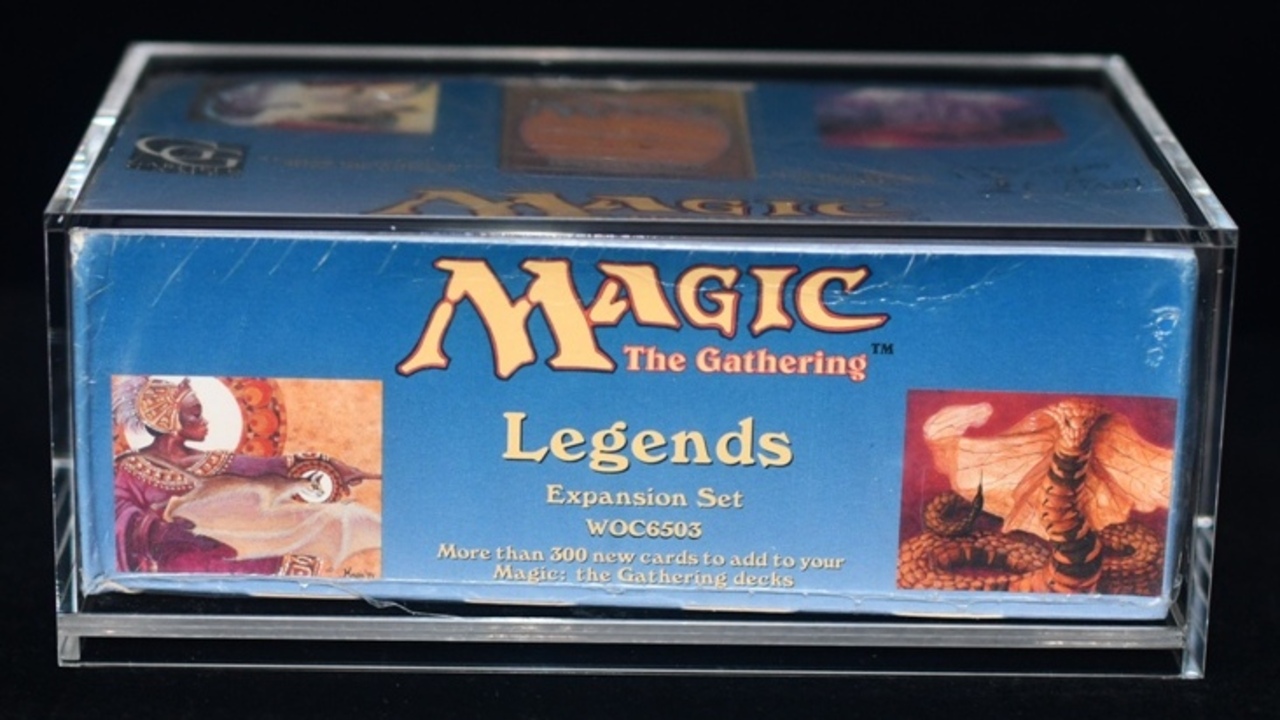 MAGIC
MAGIC
The Gathering™
Legends
Expansion Set
WOC6503
More than 300 new cards to add to your
Magic: the Gathering decks